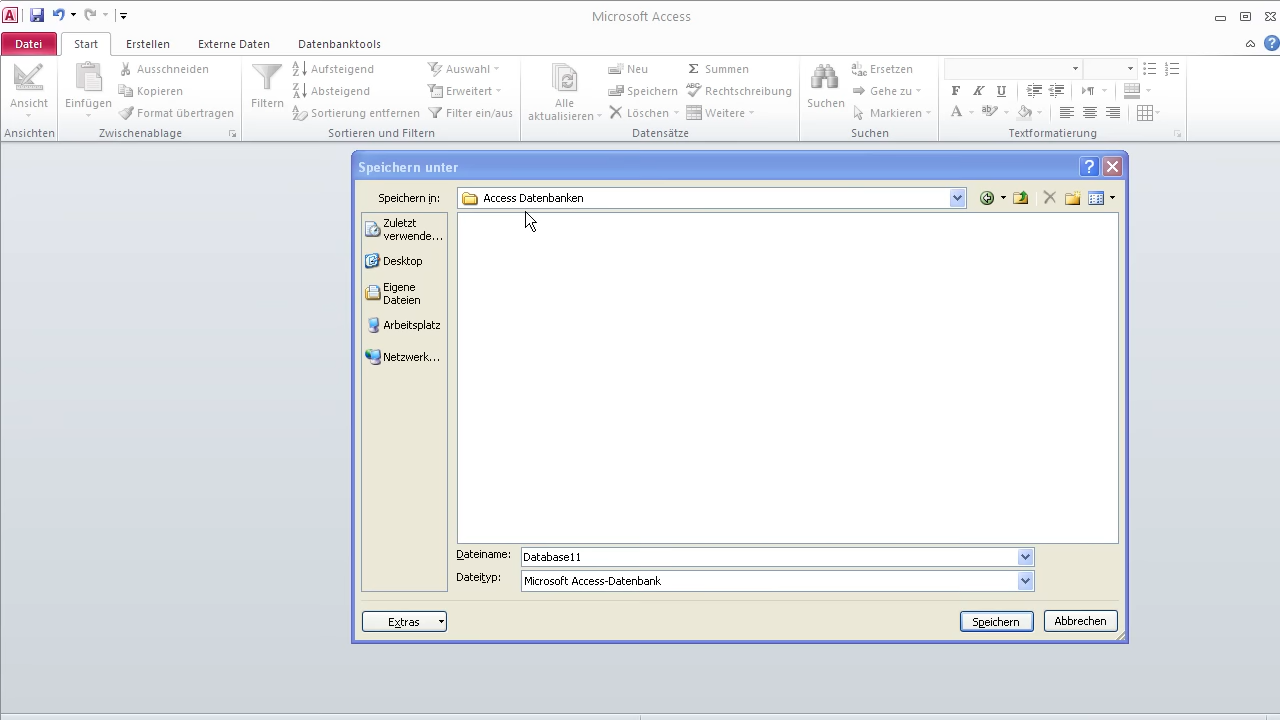 Microsoft Access
Datei Start Erstellen Externe Daten Datenbanktools
Ansicht
Ansichten
Einfügen
Ausschneiden
Kopieren
Format übertragen
Zwischenablage
Filtern
Aufsteigend
Absteigend
Sortierung entfernen
Auswahl
Erweitert
Filter ein/aus
Sortieren und Filtern
Alle
aktualisieren
Neu
Speichern
Löschen
Summen
Rechtschreibung
Weitere
Datensätze
Suchen
Ersetzen
Gehe zu
Markieren
Suchen
F K U
A
Textformatierung
Speichern unter
Speichern in: Access Datenbanken
Zuletzt
verwende...
Desktop
Eigene
Dateien
Arbeitsplatz
Netzwerk...
Dateiname: Database11
Dateityp: Microsoft Access-Datenbank
Extras Speichern Abbrechen